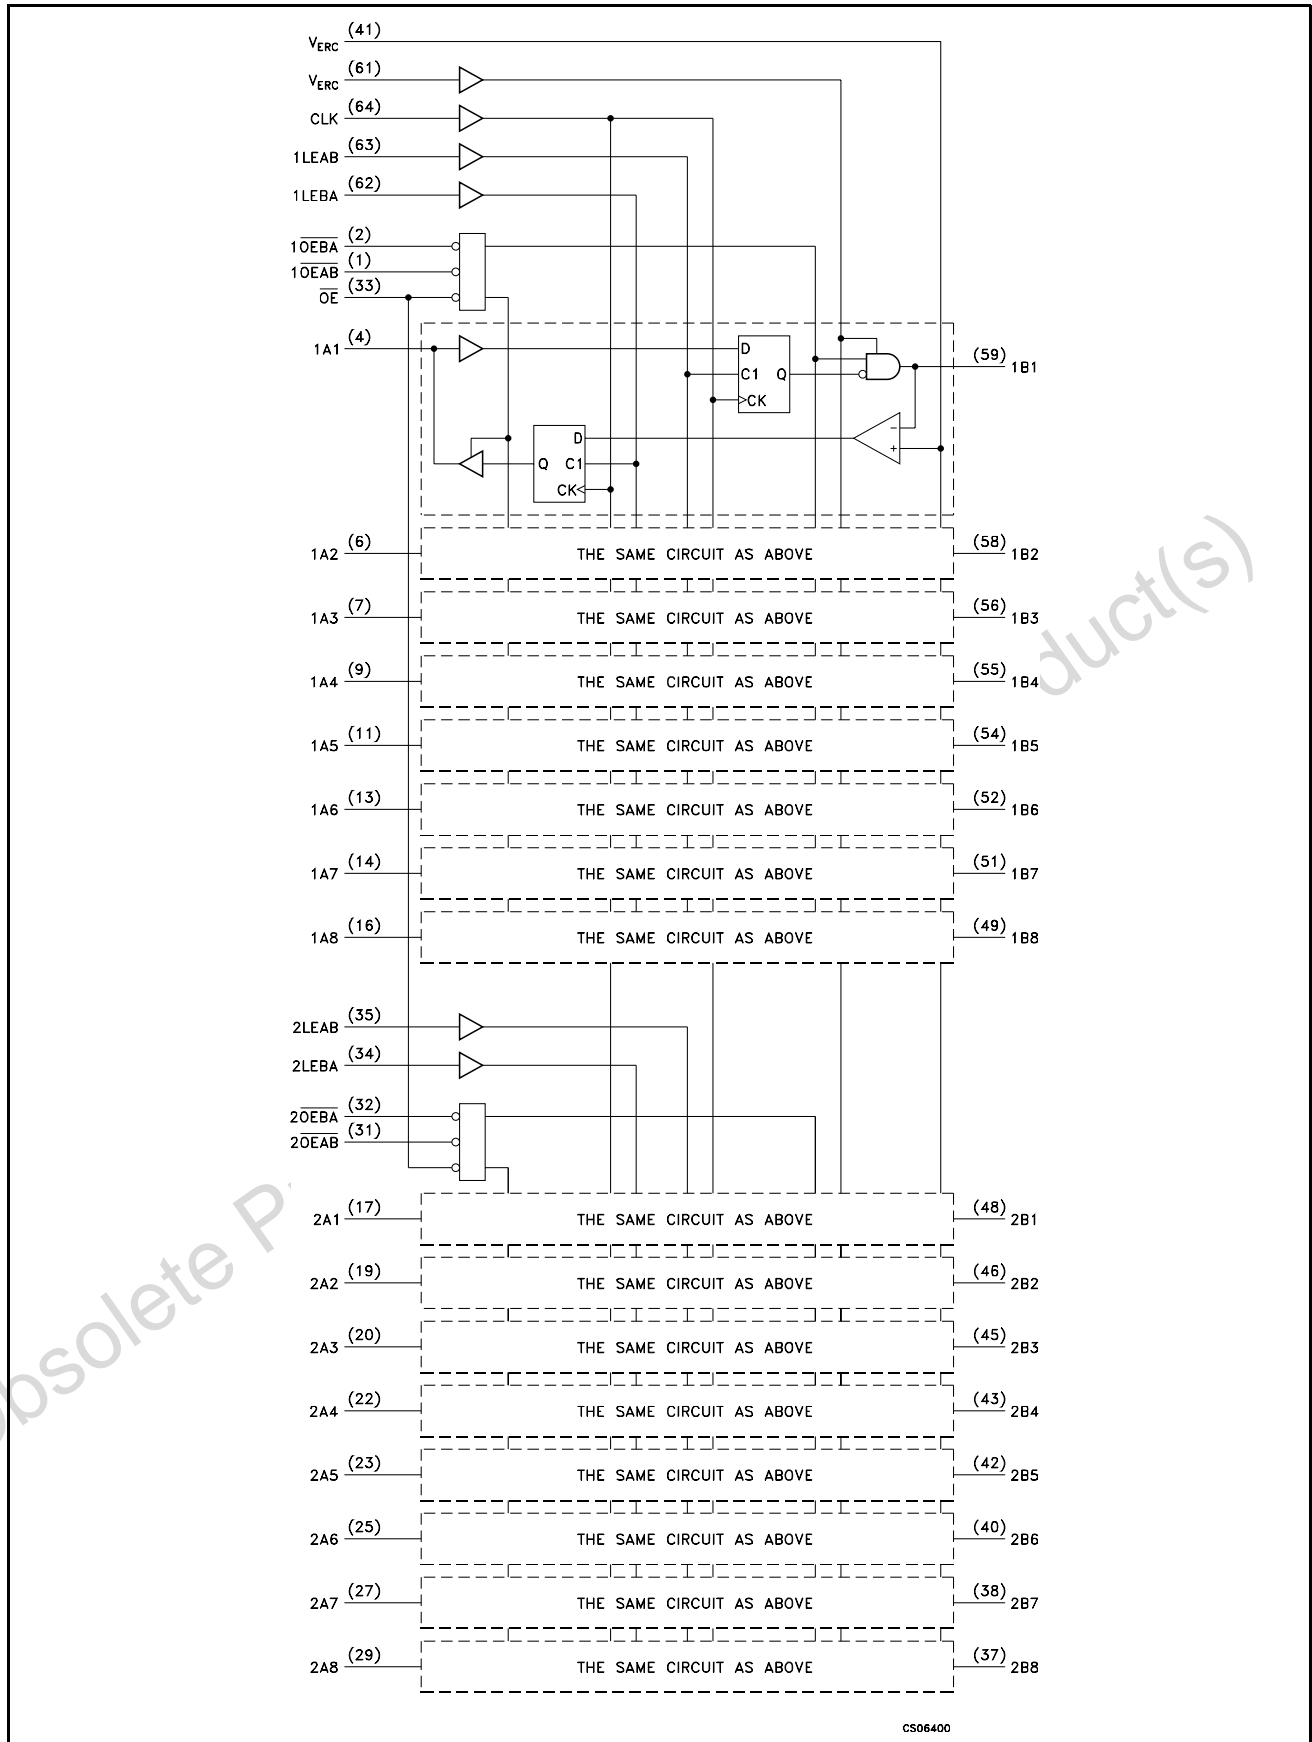 VERC (41)
VERC (61)
CLK (64)
1LEAB (63)
1LEBA (62)
1OEBA (2)
1OEAB (1)
OE (33)
1A1 (4)
D
C1 Q
>CK
(59) 1B1
D
Q C1
CK<
-
+
1A2 (6) THE SAME CIRCUIT AS ABOVE (58) 1B2
1A3 (7) THE SAME CIRCUIT AS ABOVE (56) 1B3
1A4 (9) THE SAME CIRCUIT AS ABOVE (55) 1B4
1A5 (11) THE SAME CIRCUIT AS ABOVE (54) 1B5
1A6 (13) THE SAME CIRCUIT AS ABOVE (52) 1B6
1A7 (14) THE SAME CIRCUIT AS ABOVE (51) 1B7
1A8 (16) THE SAME CIRCUIT AS ABOVE (49) 1B8
2LEAB (35)
2LEBA (34)
2OEBA (32)
2OEAB (31)
2A1 (17) THE SAME CIRCUIT AS ABOVE (48) 2B1
2A2 (19) THE SAME CIRCUIT AS ABOVE (46) 2B2
2A3 (20) THE SAME CIRCUIT AS ABOVE (45) 2B3
2A4 (22) THE SAME CIRCUIT AS ABOVE (43) 2B4
2A5 (23) THE SAME CIRCUIT AS ABOVE (42) 2B5
2A6 (25) THE SAME CIRCUIT AS ABOVE (40) 2B6
2A7 (27) THE SAME CIRCUIT AS ABOVE (38) 2B7
2A8 (29) THE SAME CIRCUIT AS ABOVE (37) 2B8
CS06400